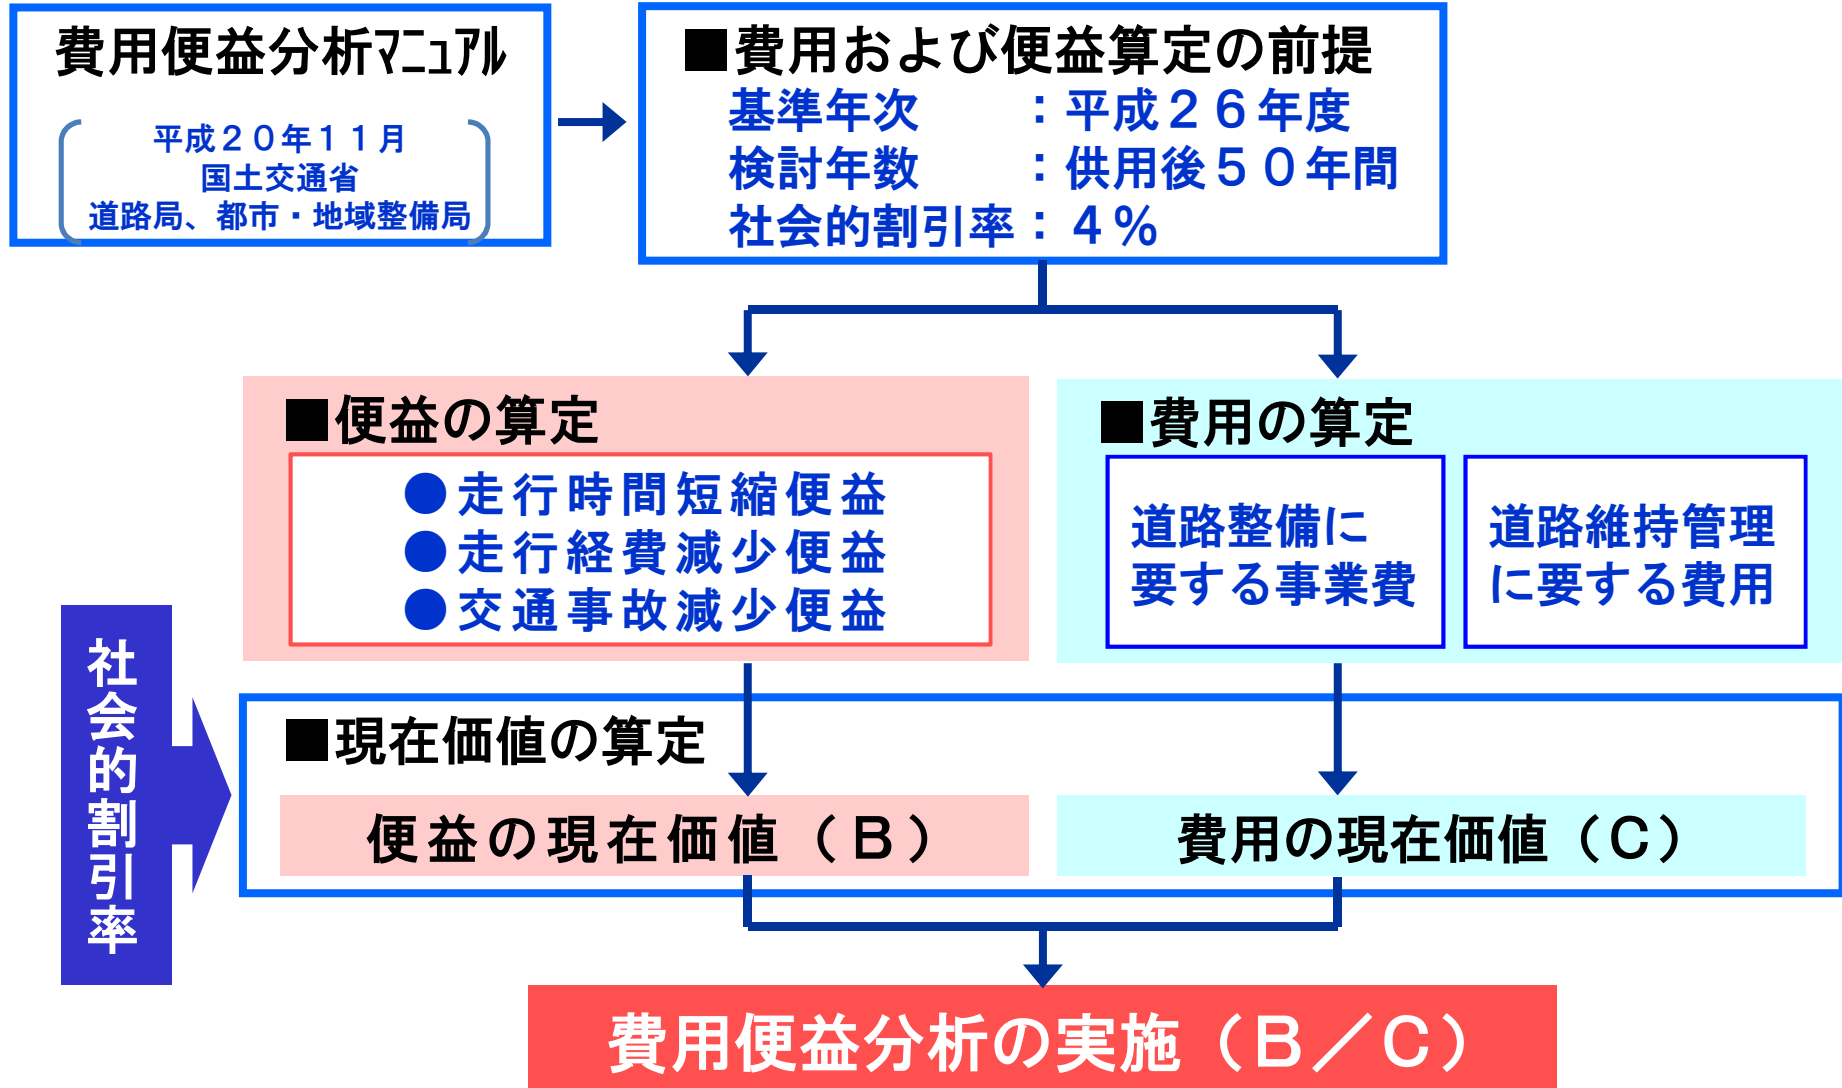 費用便益分析ﾏﾆｭｱﾙ
平成２０年１１月
国土交通省
道路局、都市・地域整備局
■費用および便益算定の前提
基準年次　　：平成２６年度
検討年数　　：供用後５０年間
社会的割引率：４％
■便益の算定
●走行時間短縮便益
●走行経費減少便益
●交通事故減少便益
■費用の算定
道路整備に
要する事業費
道路維持管理
に要する費用
社会的割引率
■現在価値の算定
便益の現在価値（Ｂ）
費用の現在価値（Ｃ）
費用便益分析の実施（Ｂ／Ｃ）